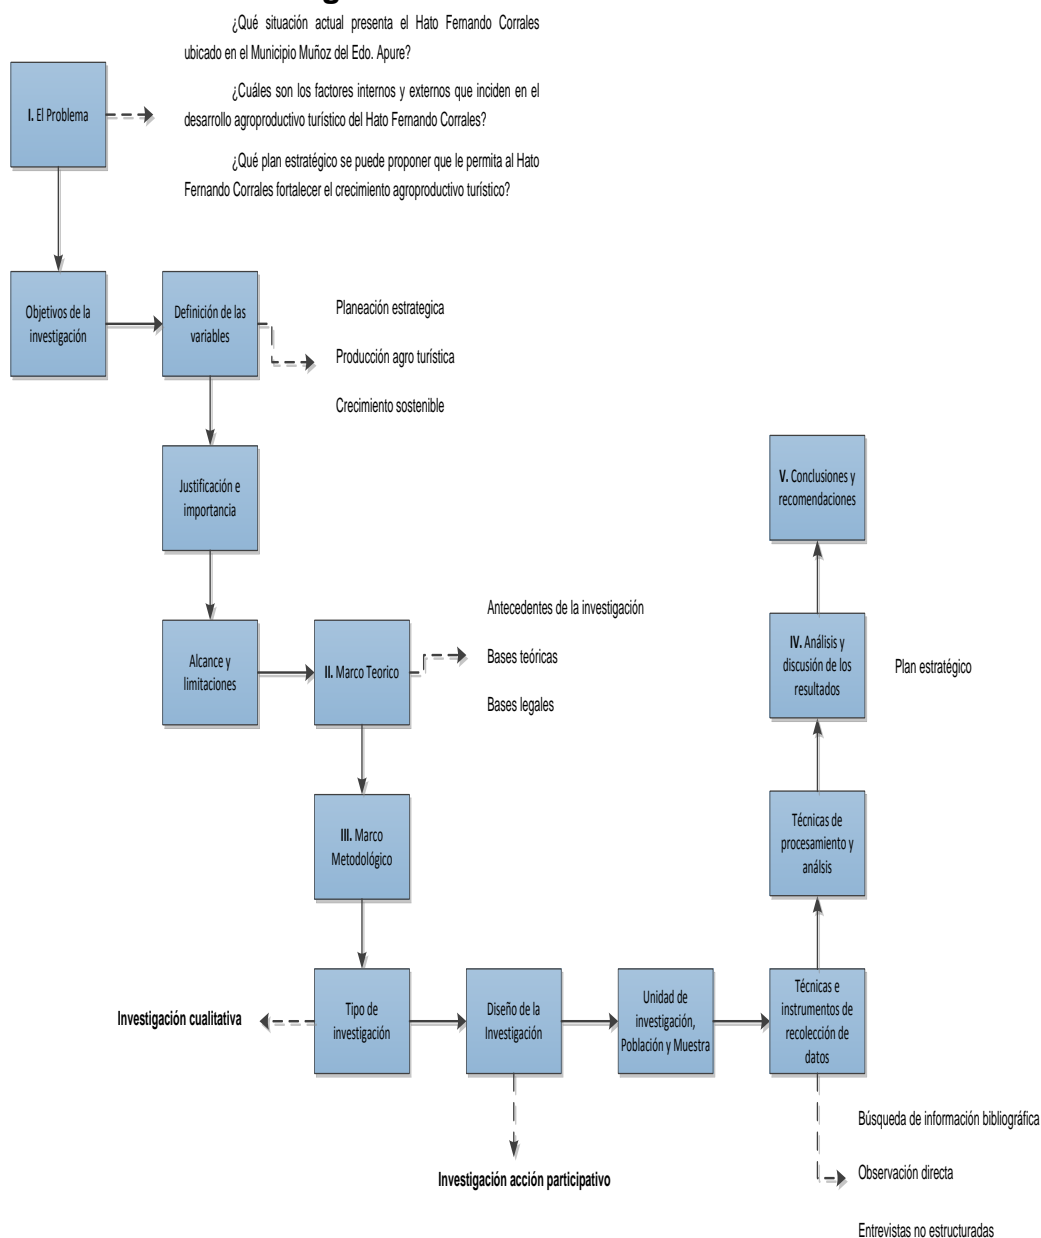 ¿Qué situación actual presenta el Hato Fernando Corrales
ubicado en el Municipio Muñoz del Edo. Apure?
¿Cuáles son los factores internos y externos que inciden en el
desarrollo agroproductivo turístico del Hato Fernando Corrales?
¿Qué plan estratégico se puede proponer que le permita al Hato
Fernando Corrales fortalecer el crecimiento agroproductivo turístico?
I. El Problema
Objetivos de la
investigación
Definición de las
variables
Planeación estrategica
Producción agro turística
Crecimiento sostenible
Justificación e
importancia
Alcance y
limitaciones
II. Marco Teorico
Antecedentes de la investigación
Bases teóricas
Bases legales
III. Marco
Metodológico
Tipo de
investigación
Investigación cualitativa
Diseño de la
Investigación
Investigación acción participativo
Unidad de
investigación,
Población y Muestra
Técnicas e
instrumentos de
recolección de
datos
Búsqueda de información bibliográfica
Observación directa
Entrevistas no estructuradas
Técnicas de
procesamiento y
análsis
IV. Análisis y
discusión de los
resultados
Plan estratégico
V. Conclusiones y
recomendaciones